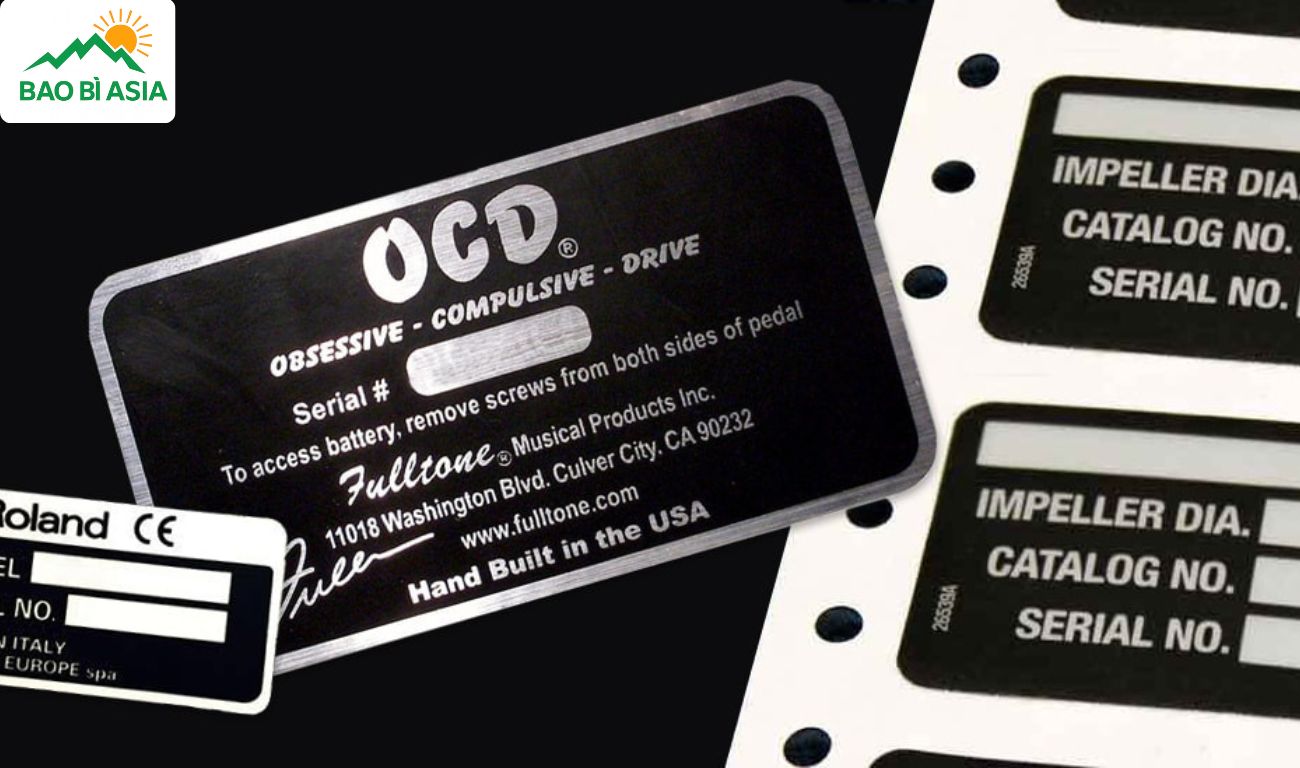 BAO BÌ ASIA
OCD®
OBSESSIVE - COMPULSIVE - DRIVE
Serial #
To access battery, remove screws from both sides of pedal
Fulltone® Musical Products Inc.
11018 Washington Blvd. Culver City, CA 90232
www.fulltone.com
Fuller
Hand Built in the USA
Roland CE
EL
L NO.
N ITALY
EUROPE spa
IMPELLER DIA.
CATALOG NO.
SERIAL NO.
26539A
IMPELLER DIA.
CATALOG NO.
SERIAL NO.
26539A